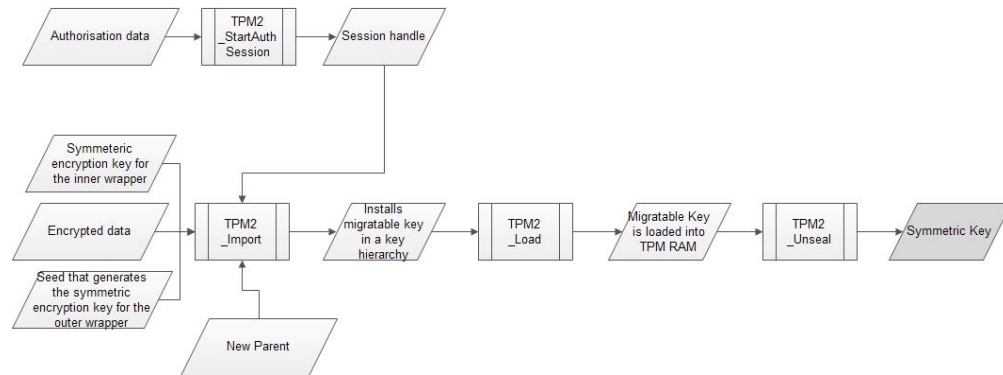 Authorisation data
TPM2
_StartAuth
Session
Session handle
Symmeteric
encryption key for
the inner wrapper
Encrypted data
Seed that generates
the symmetric
encryption key for the
outer wrapper
TPM2
_Import
New Parent
Installs
migratable key
in a key
hierarchy
TPM2
_Load
Migratable Key
is loaded into
TPM RAM
TPM2
_Unseal
Symmetric Key